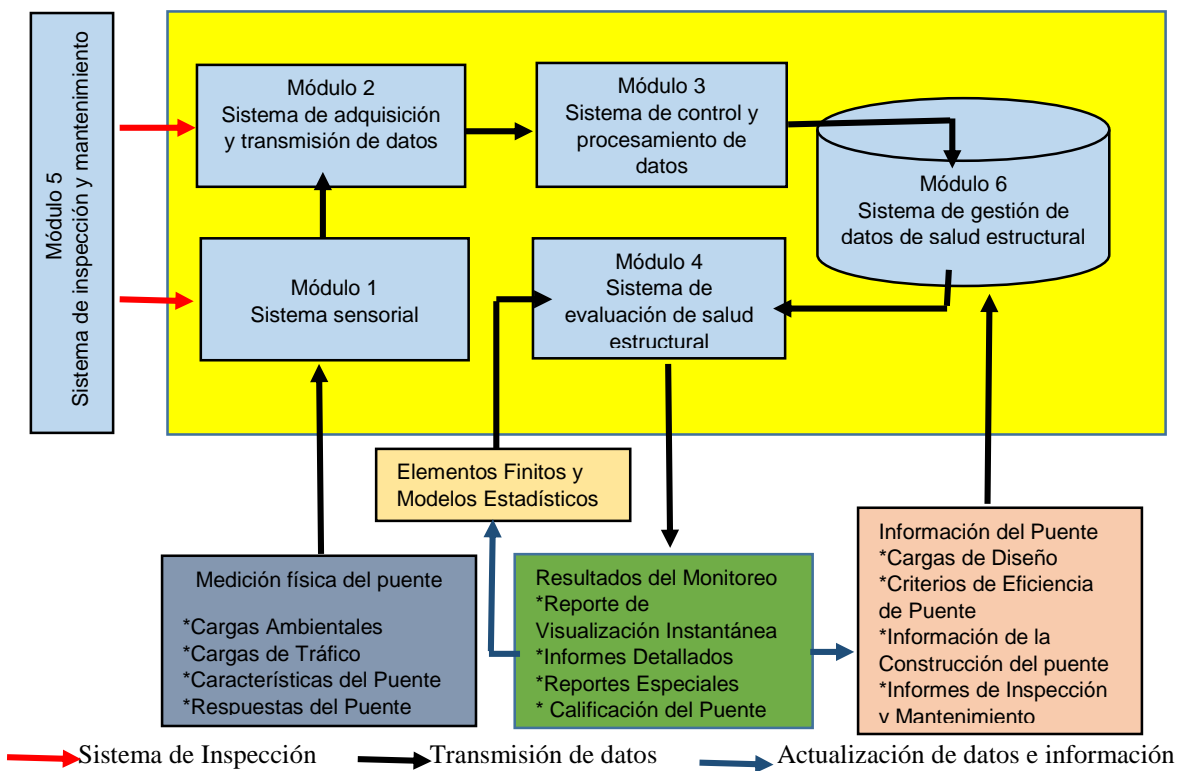 Módulo 5
Sistema de inspección y mantenimiento
Módulo 2
Sistema de adquisición
y transmisión de datos
Módulo 3
Sistema de control y
procesamiento de
datos
Módulo 6
Sistema de gestión de
datos de salud estructural
Módulo 1
Sistema sensorial
Módulo 4
Sistema de
evaluación de salud
estructural
Elementos Finitos y
Modelos Estadísticos
Medición física del puente
*Cargas Ambientales
*Cargas de Tráfico
*Características del Puente
*Respuestas del Puente
Resultados del Monitoreo
*Reporte de
Visualización Instantánea
*Informes Detallados
*Reportes Especiales
* Calificación del Puente
Información del Puente
*Cargas de Diseño
*Criterios de Eficiencia
de Puente
*Información de la
Construcción del puente
*Informes de Inspección
y Mantenimiento
Sistema de Inspección
Transmisión de datos
Actualización de datos e información